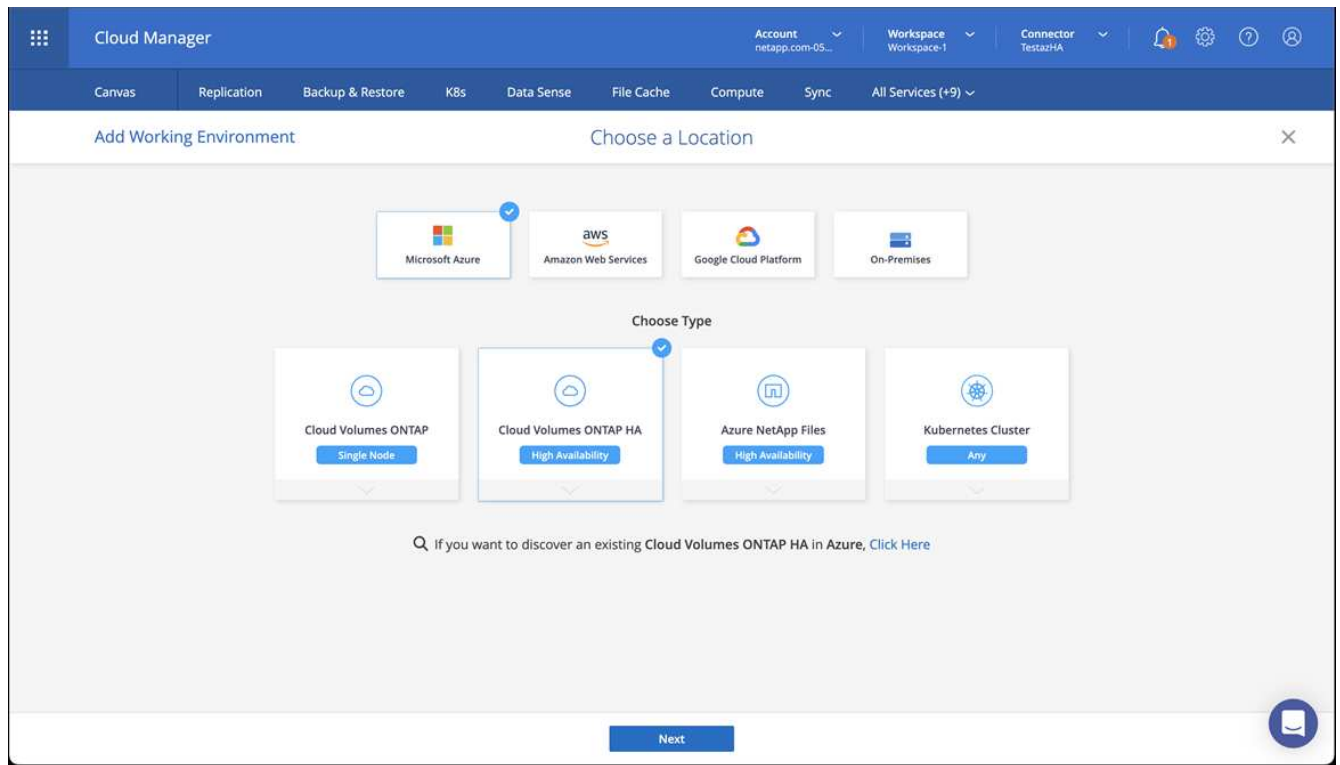 Cloud Manager
Account
netapp.com-05...
Workspace
Workspace-1
Connector
TestazHA
1
Canvas Replication Backup & Restore K8s Data Sense File Cache Compute Sync All Services (+9)
Add Working Environment Choose a Location
Microsoft Azure
aws
Amazon Web Services
Google Cloud Platform
On-Premises
Choose Type
Cloud Volumes ONTAP
Single Node
Cloud Volumes ONTAP HA
High Availability
Azure NetApp Files
High Availability
Kubernetes Cluster
Any
If you want to discover an existing Cloud Volumes ONTAP HA in Azure, Click Here
Next